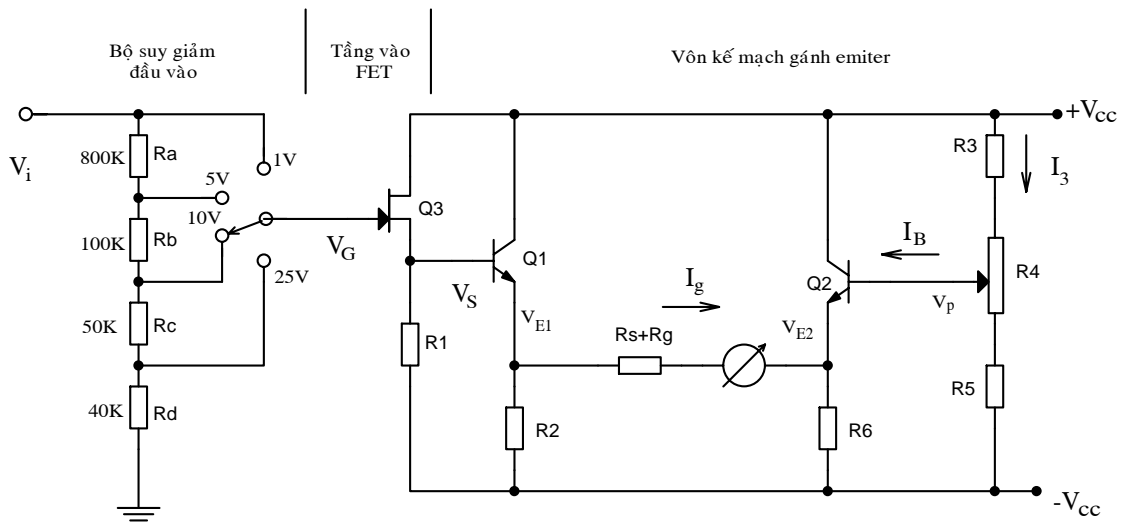 Bộ suy giảm
đầu vào
Tầng vào
FET
Vôn kế mạch gánh emiter
+Vcc
Vi
800K
Ra
1V
5V
R3
I3
10V
Q3
100K
Rb
VG
Q1
IB
R4
25V
VS
Ig
Q2
Vp
50K
Rc
VE1
VE2
R1
Rs+Rg
R5
40K
Rd
R2
R6
-Vcc